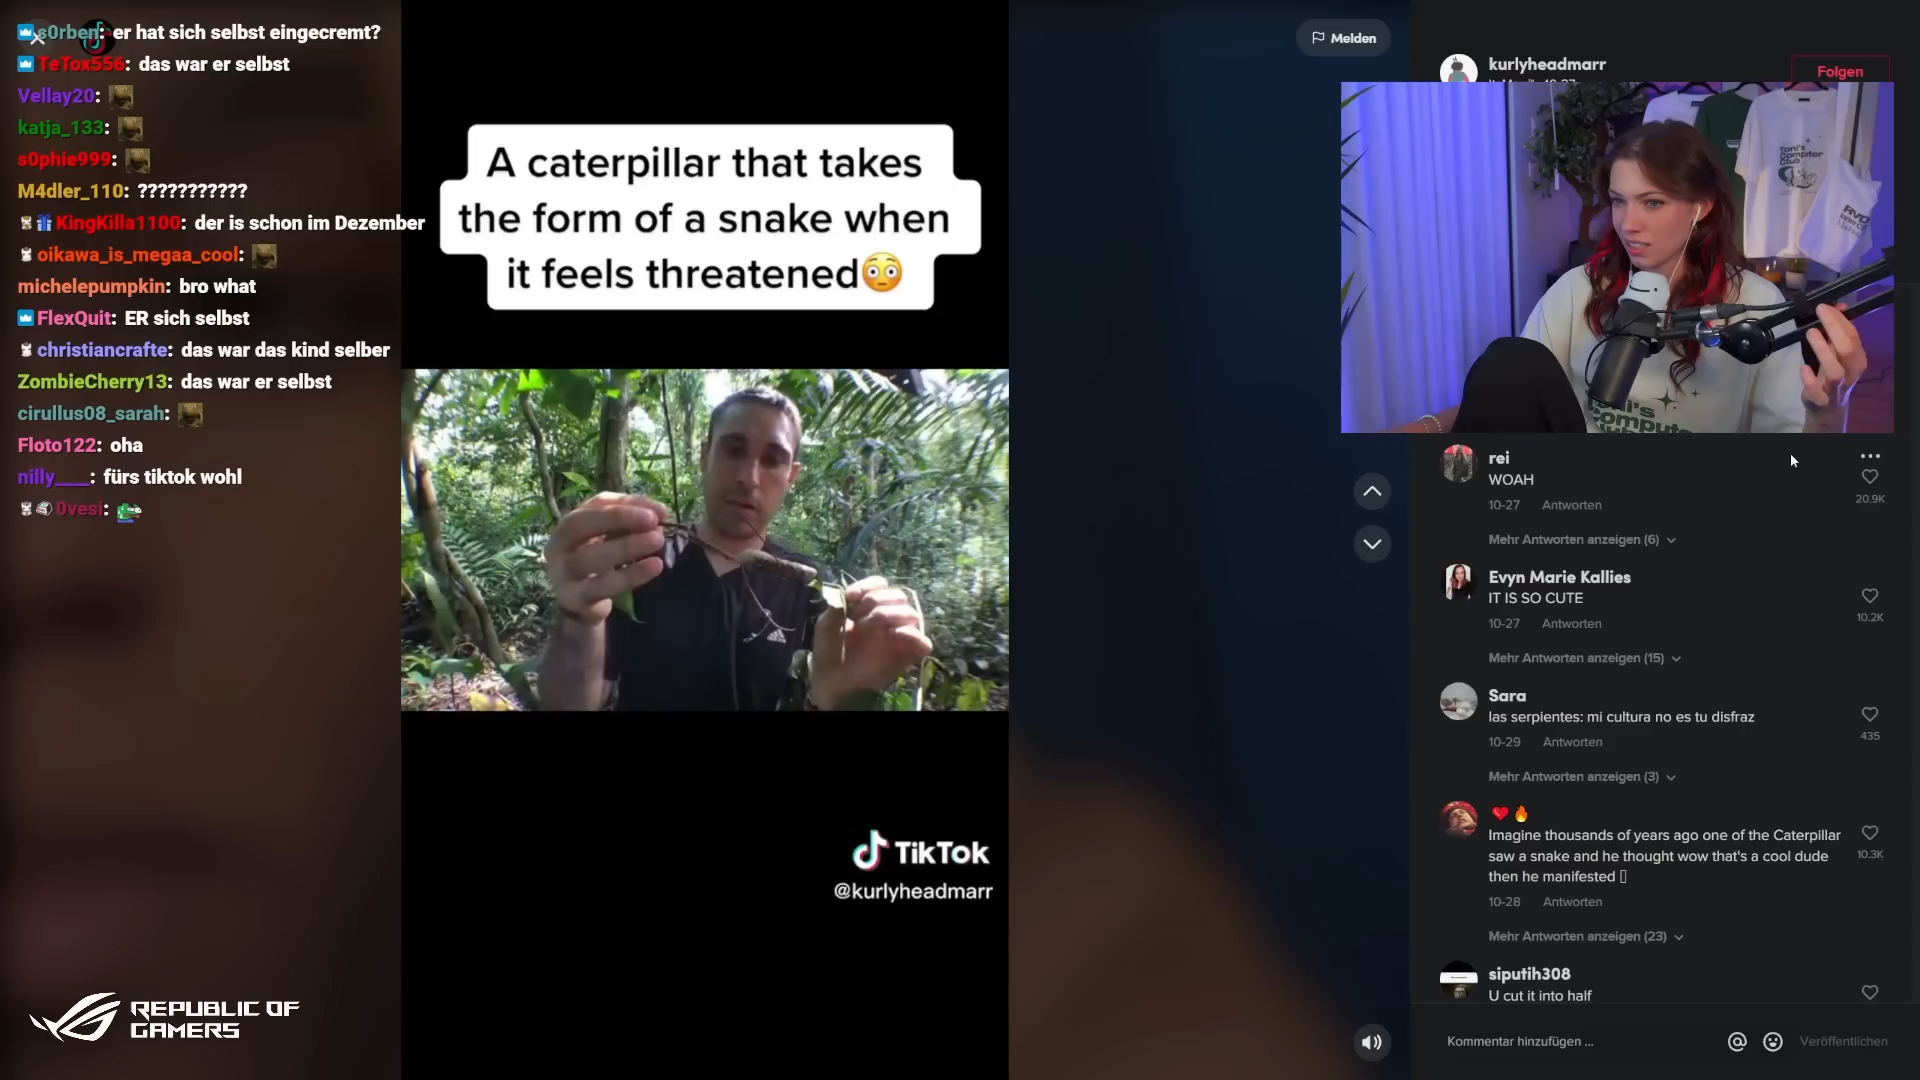 s0rben: er hat sich selbst eingecremt?
TeTox556: das war er selbst
Vellay20:
katja_133:
s0phie999:
M4dler_110: ???????????
KingKilla1100: der is schon im Dezember
oikawa_is_megaa_cool:
michelepumpkin: bro what
FlexQuit: ER sich selbst
christiancrafte: das war das kind selber
ZombieCherry13: das war er selbst
cirullus08_sarah:
Floto122: oha
nilly___: fürs tiktok wohl
0vesi:
REPUBLIC OF
GAMERS
A caterpillar that takes
the form of a snake when
it feels threatened😳
TikTok
@kurlyheadmarr
Melden
kurlyheadmarr
Folgen
Toni's
Computer
Club
Toni's
rei
WOAH
10-27 Antworten
20.9K
Mehr Antworten anzeigen (6)
Evyn Marie Kallies
IT IS SO CUTE
10-27 Antworten
10.2K
Mehr Antworten anzeigen (15)
Sara
las serpientes: mi cultura no es tu disfraz
10-29 Antworten
435
Mehr Antworten anzeigen (3)
❤️🔥
Imagine thousands of years ago one of the Caterpillar
saw a snake and he thought wow that's a cool dude
then he manifested
10-28 Antworten
10.3K
Mehr Antworten anzeigen (23)
siputih308
U cut it into half
Kommentar hinzufügen ...
Veröffentlichen